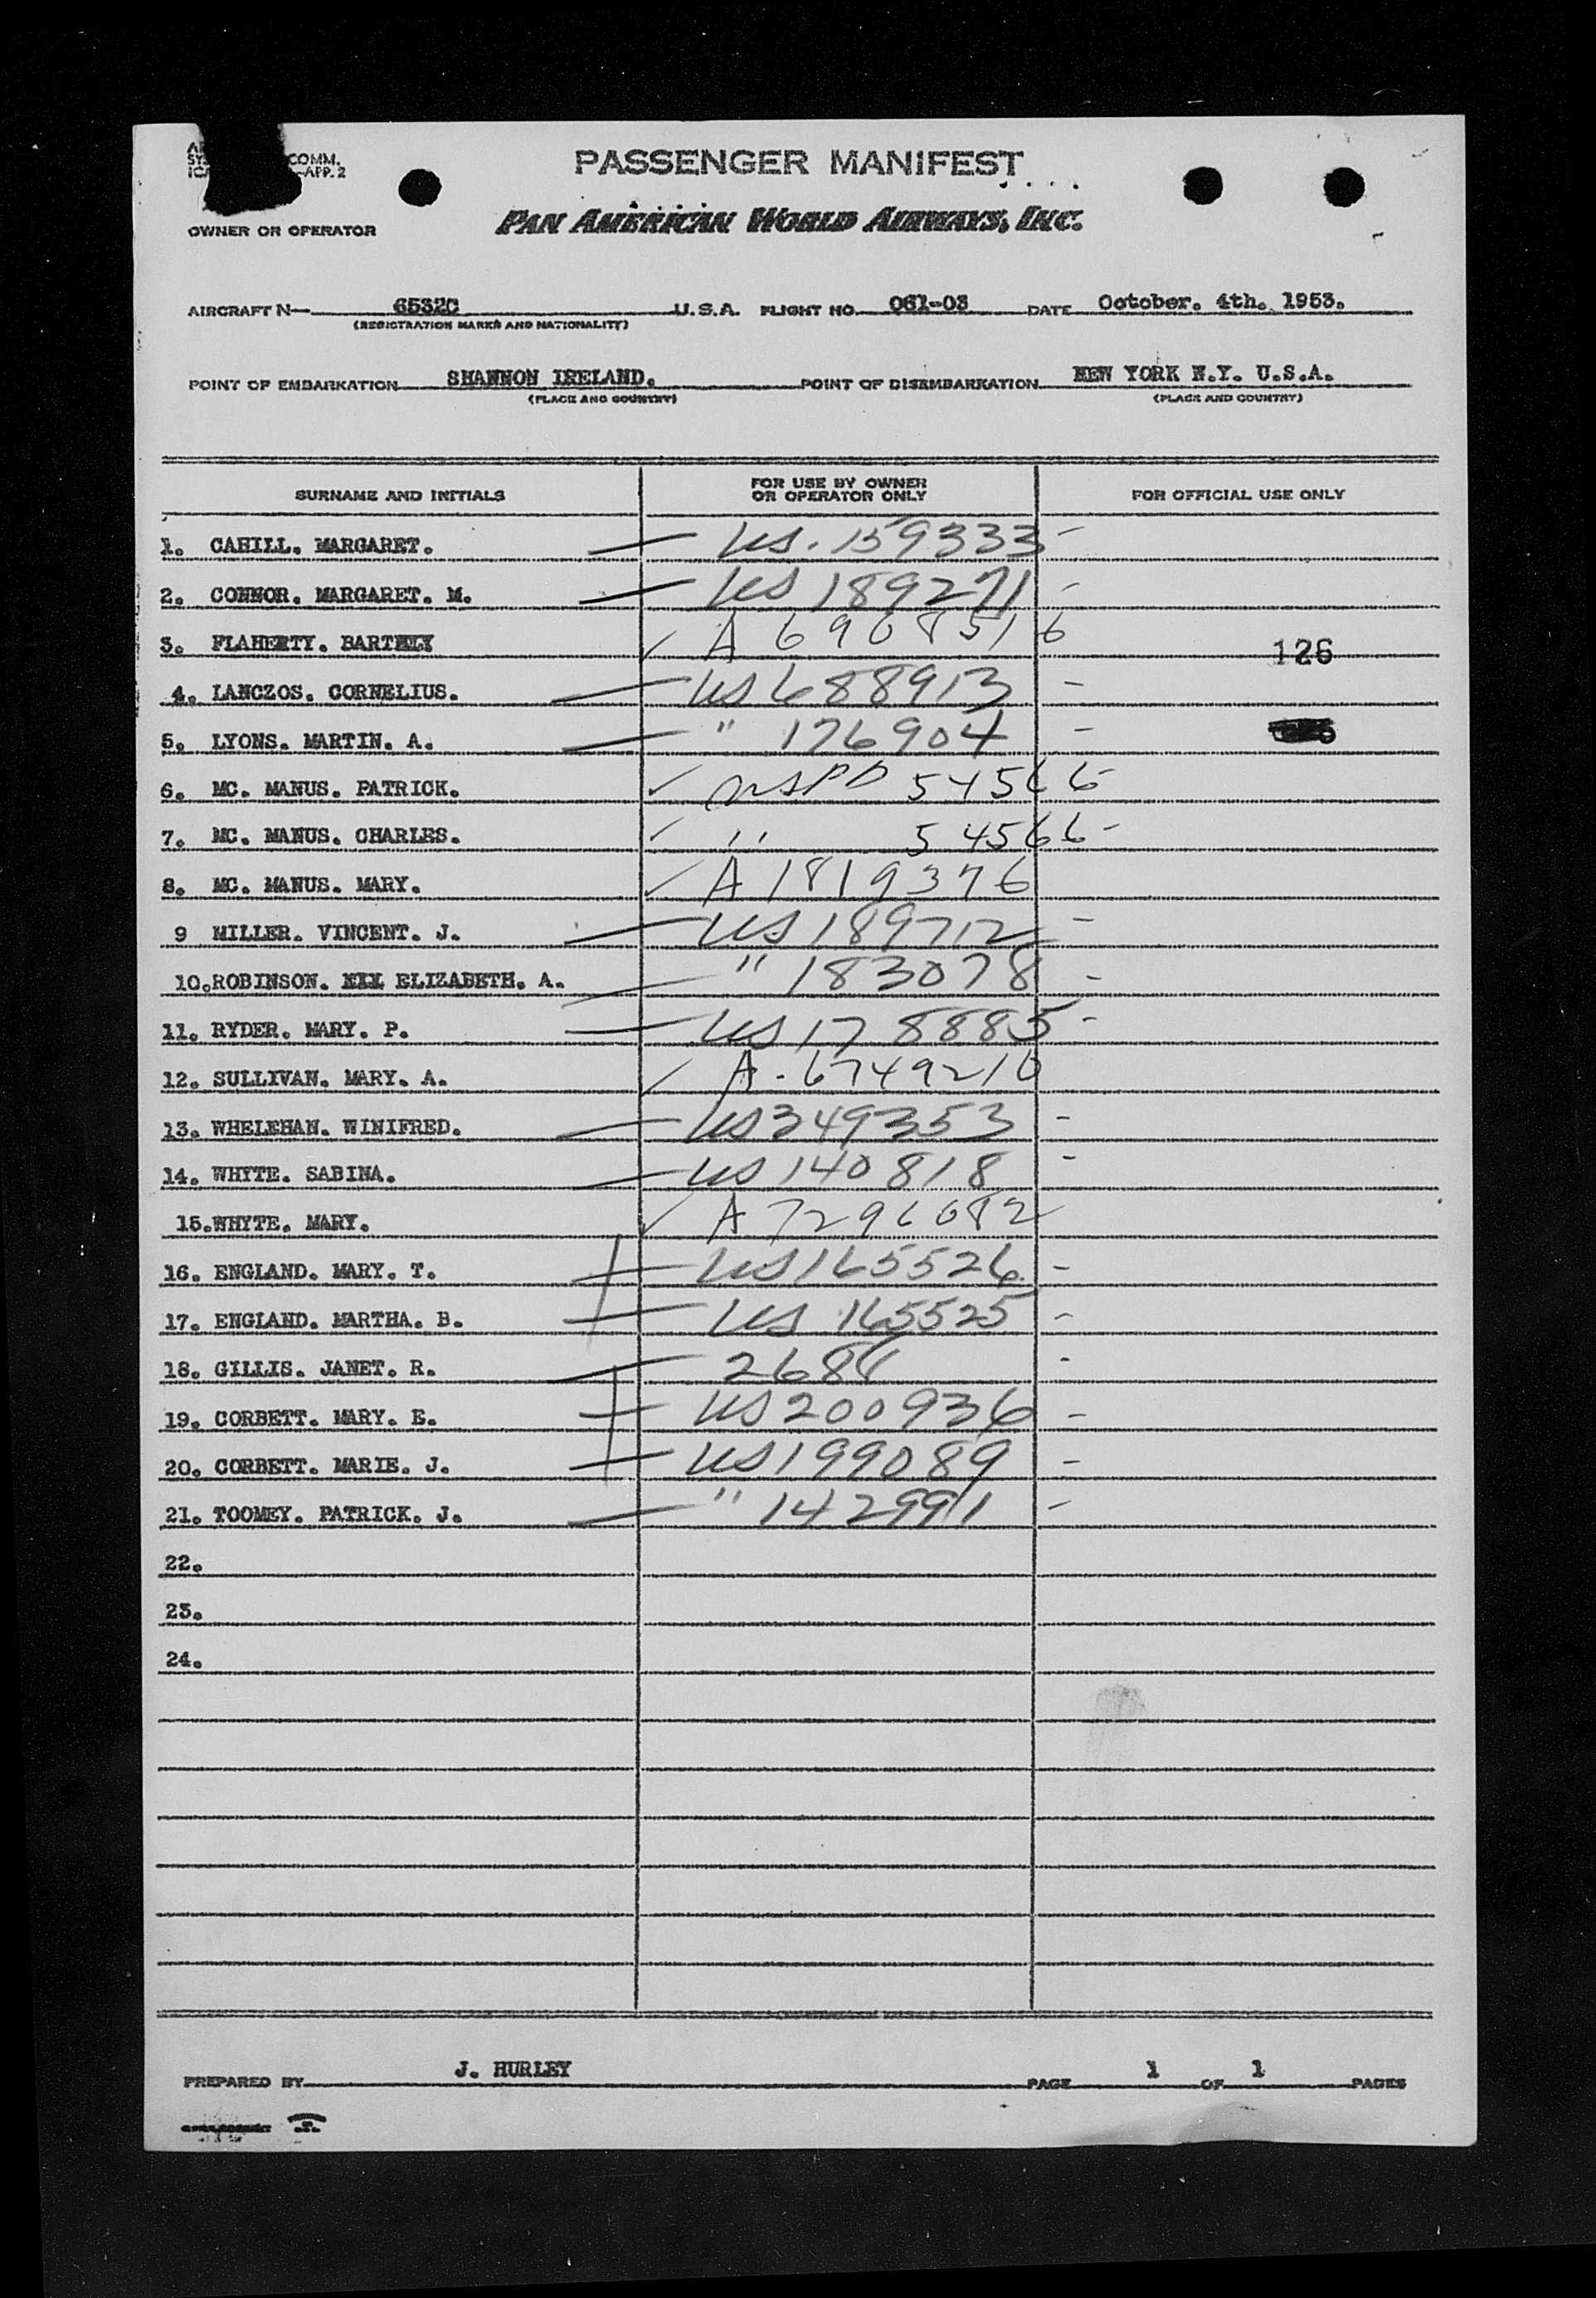 COMM.
-APP. 2
PASSENGER MANIFEST
OWNER OR OPERATOR PAN AMERICAN WORLD AIRWAYS, INC.
AIRCRAFT N— 6532C U.S.A. FLIGHT NO. 061-03 DATE October. 4th. 1953.
(REGISTRATION MARKS AND NATIONALITY)
POINT OF EMBARKATION SHANNON IRELAND. POINT OF DISEMBARKATION NEW YORK N.Y. U.S.A.
(PLACE AND COUNTRY) (PLACE AND COUNTRY)
SURNAME AND INITIALS FOR USE BY OWNER OR OPERATOR ONLY FOR OFFICIAL USE ONLY
1. CAHILL. MARGARET. US. 159333 -
2. CONNOR. MARGARET. M. US 189271 -
3. FLAHERTY. BARTHLY A 6968516 126
4. LANCZOS. CORNELIUS. US 688913 -
5. LYONS. MARTIN. A. " 176904 -
6. MC. MANUS. PATRICK. 54566 -
7. MC. MANUS. CHARLES. " 54566 -
8. MC. MANUS. MARY. A 1819376
9 MILLER. VINCENT. J. US 189712 -
10. ROBINSON. ELIZABETH. A. " 183078 -
11. RYDER. MARY. P. US 178885 -
12. SULLIVAN. MARY. A. A-6749210
13. WHELEHAN. WINIFRED. US 349353 -
14. WHYTE. SABINA. US 140818 -
15. WHYTE. MARY. A 7296682
16. ENGLAND. MARY. T. US 165526 -
17. ENGLAND. MARTHA. B. US 165525 -
18. GILLIS. JANET. R. -
19. CORBETT. MARY. E. US 200936 -
20. CORBETT. MARIE. J. US 199089 -
21. TOOMEY. PATRICK. J. " 142991 -
22.
23.
24.
PREPARED BY J. HURLEY PAGE 1 OF 1 PAGES